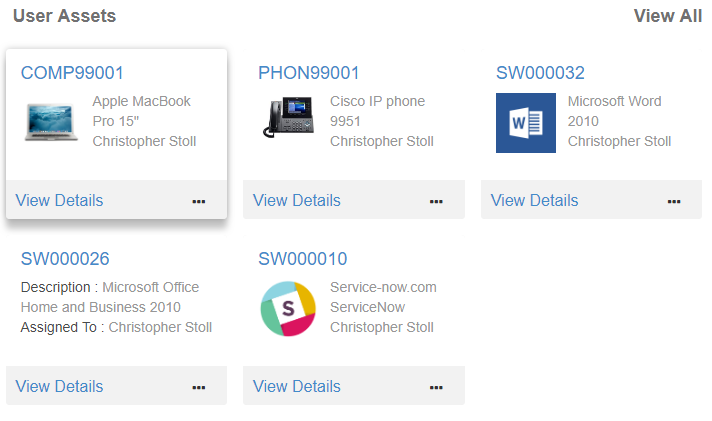 User Assets
View All
COMP99001
Apple MacBook
Pro 15"
Christopher Stoll
View Details
PHON99001
Cisco IP phone
9951
Christopher Stoll
View Details
SW000032
W
Microsoft Word
2010
Christopher Stoll
View Details
SW000026
Description : Microsoft Office
Home and Business 2010
Assigned To : Christopher Stoll
View Details
SW000010
S
Service-now.com
ServiceNow
Christopher Stoll
View Details